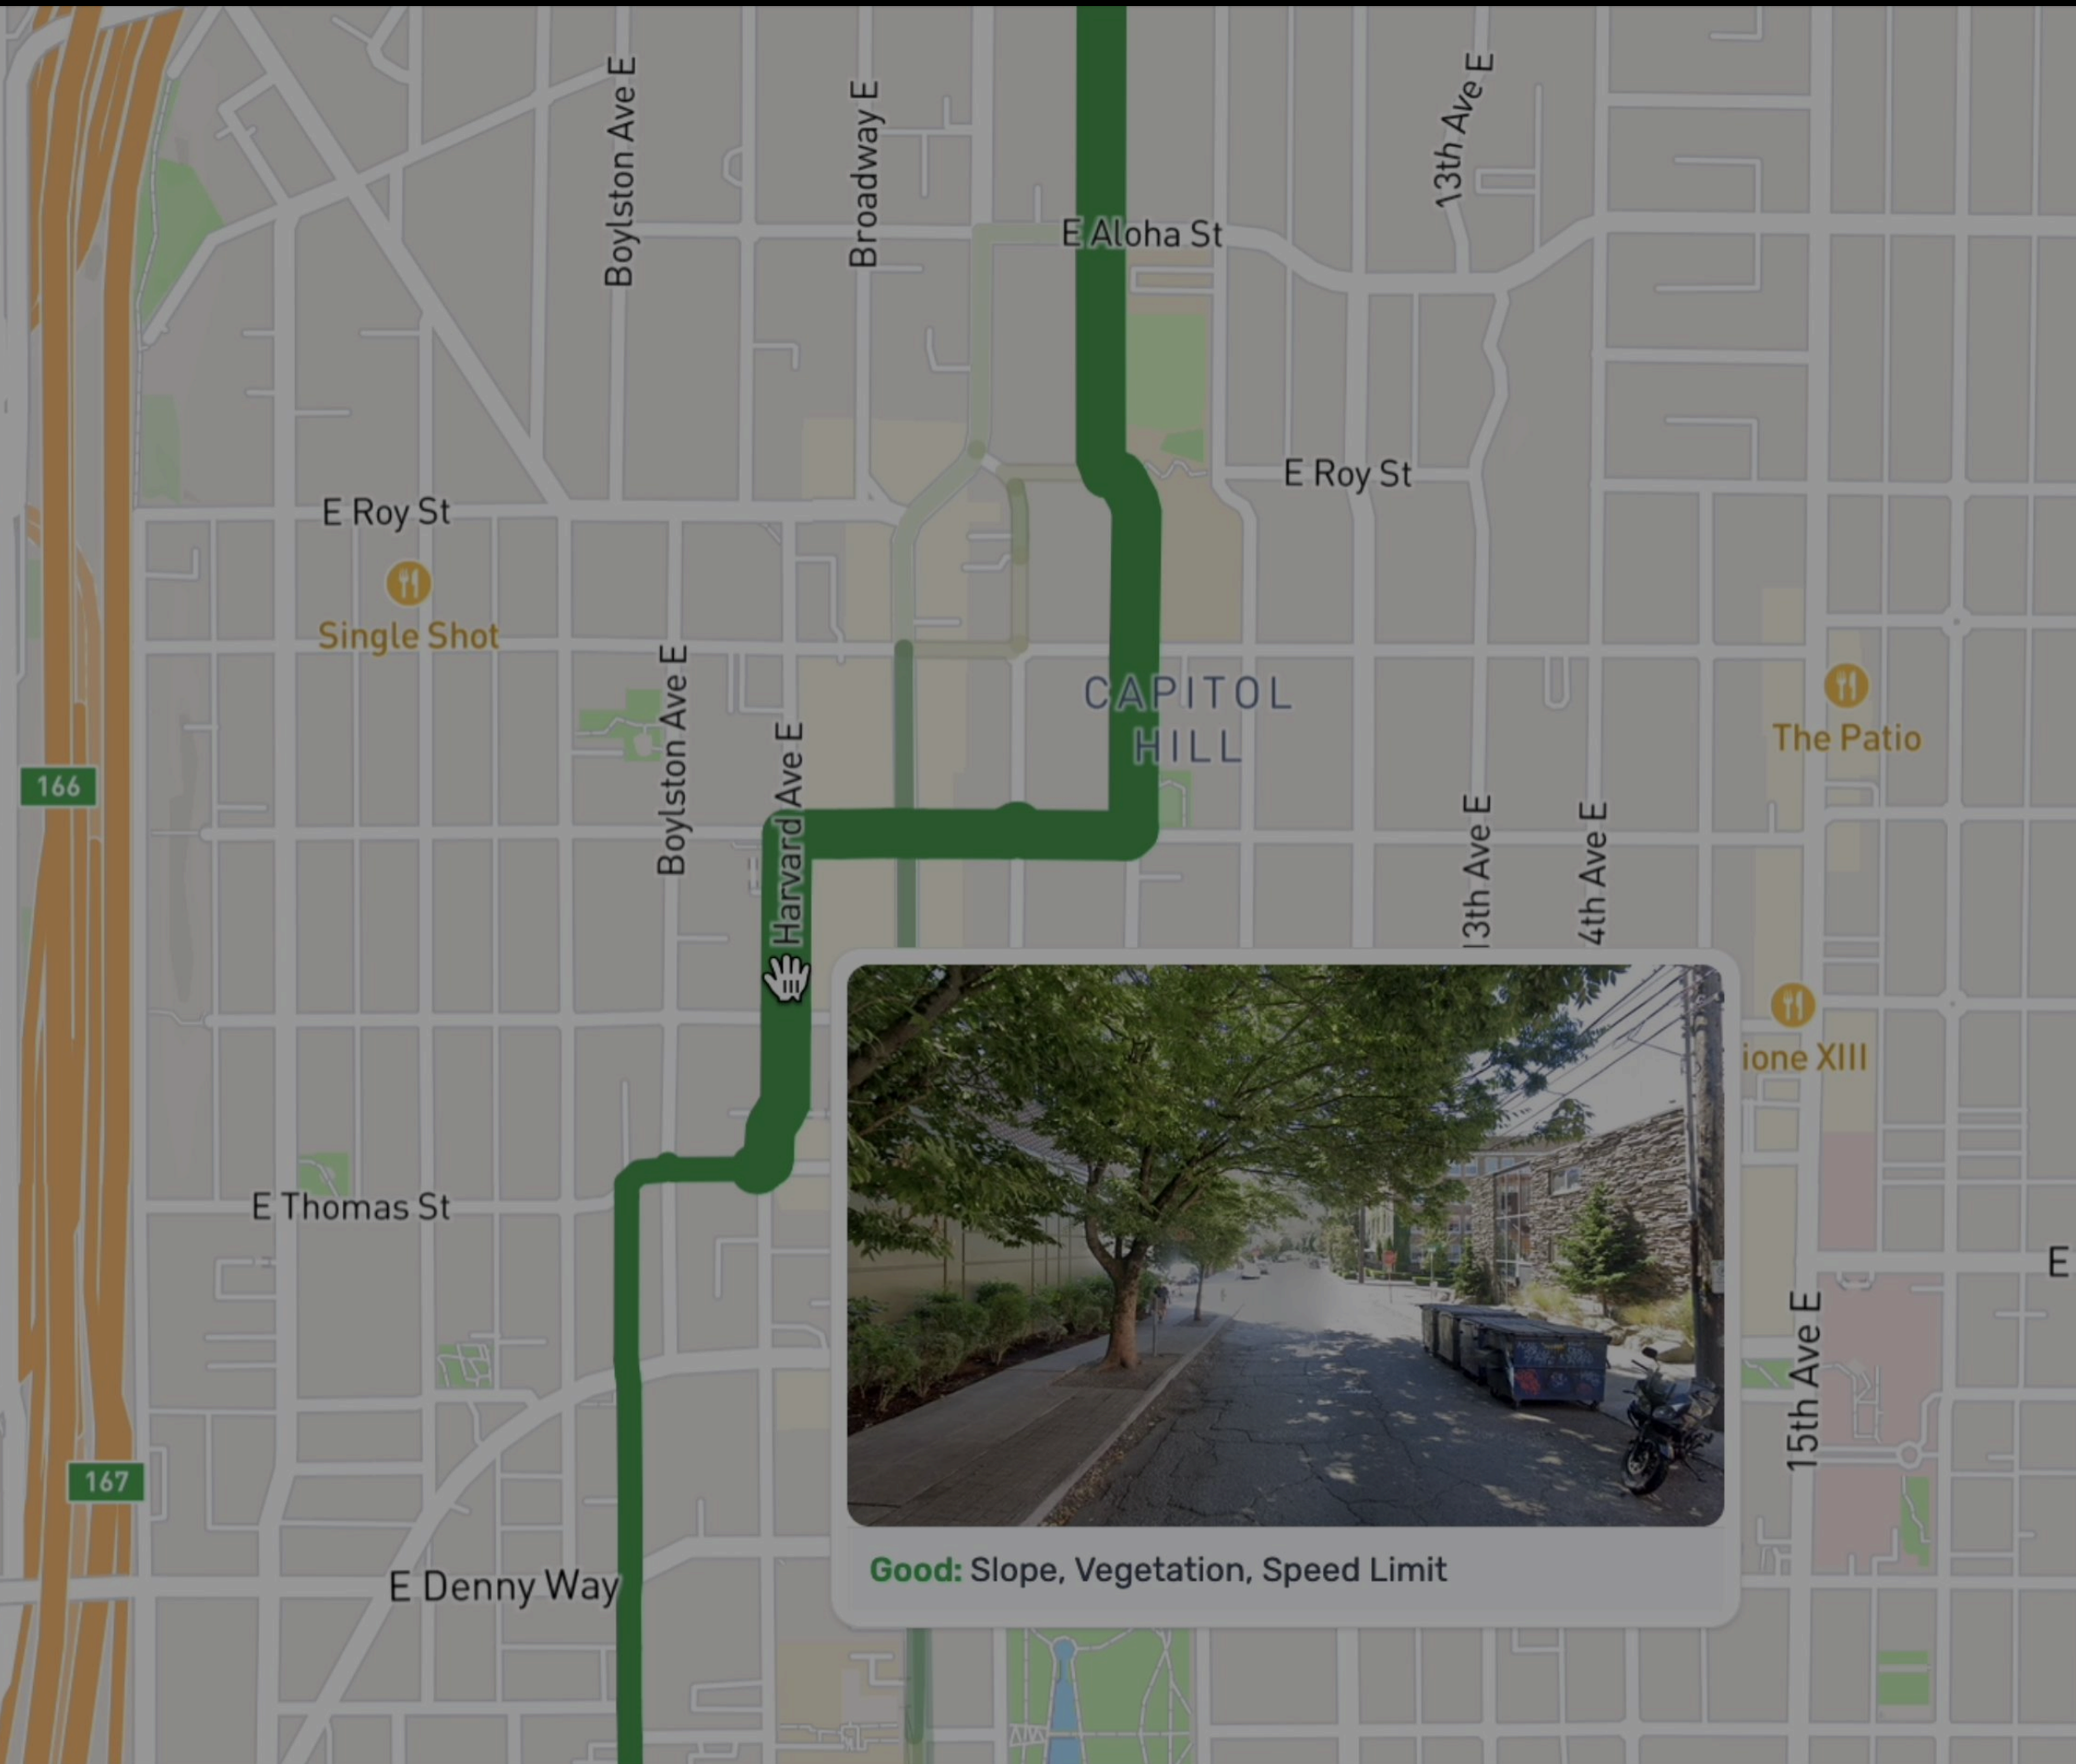 Boylston Ave E
Broadway E
13th Ave E
E Aloha St
E Roy St
E Roy St
Single Shot
Boylston Ave E
CAPITOL
HILL
The Patio
166
Harvard Ave E
13th Ave E
4th Ave E
ione XIII
E Thomas St
E
15th Ave E
167
Good: Slope, Vegetation, Speed Limit
E Denny Way